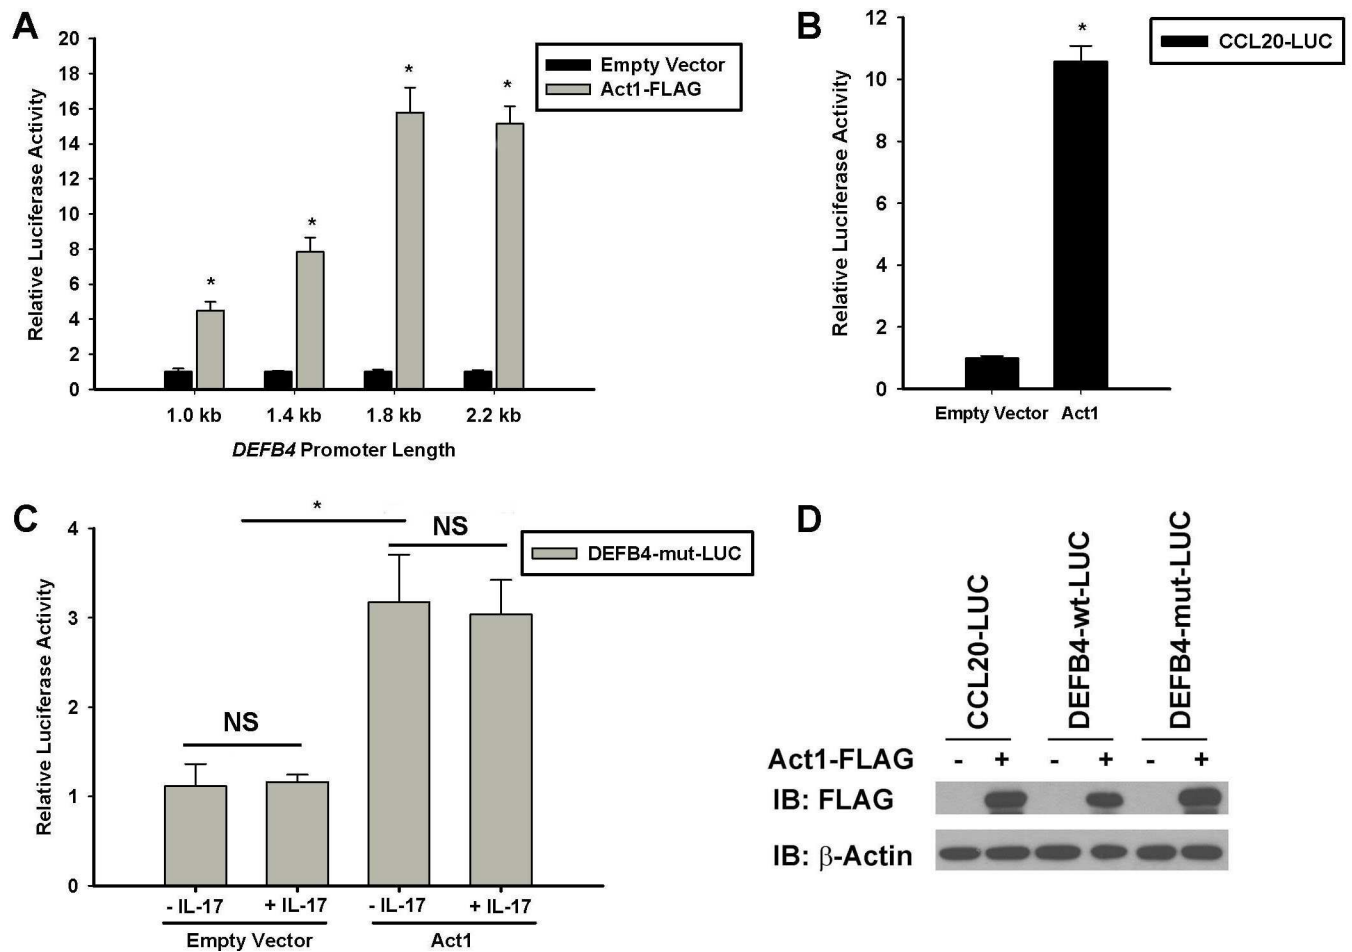 A
Relative Luciferase Activity
20
18
16
14
12
10
8
6
4
2
0
Empty Vector
Act1-FLAG
*
*
*
*
1.0 kb 1.4 kb 1.8 kb 2.2 kb
DEFB4 Promoter Length
B
Relative Luciferase Activity
12
10
8
6
4
2
0
*
CCL20-LUC
Empty Vector Act1
C
Relative Luciferase Activity
4
3
2
1
0
*
NS
NS
DEFB4-mut-LUC
- IL-17 + IL-17 - IL-17 + IL-17
Empty Vector Act1
D
CCL20-LUC
DEFB4-wt-LUC
DEFB4-mut-LUC
Act1-FLAG - + - + - +
IB: FLAG
IB: β-Actin